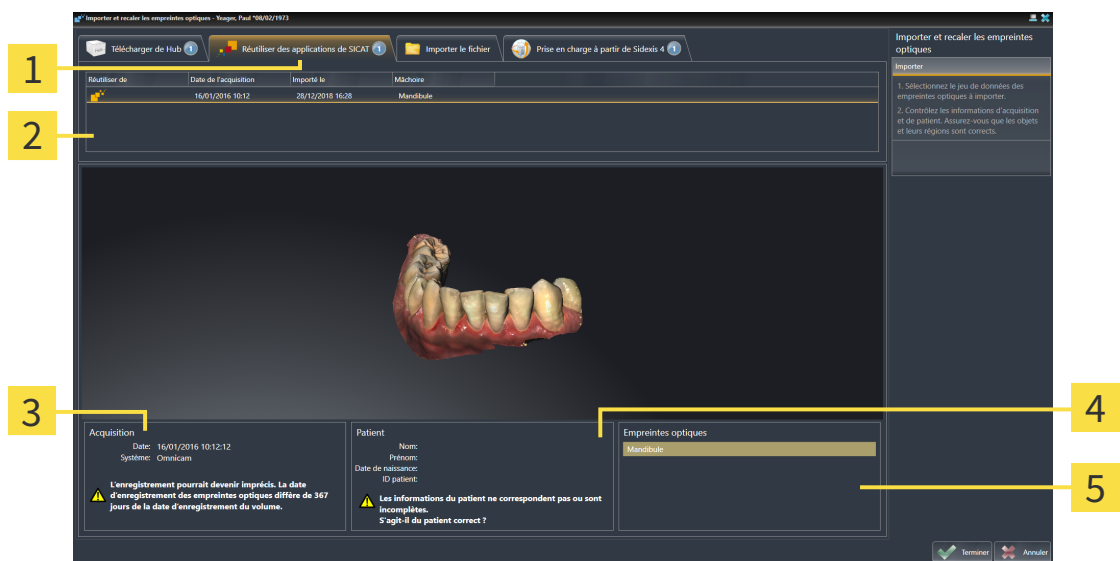 Importer et recaler les empreintes optiques - Yeager, Paul *08/02/1973
Télécharger de Hub 1
Réutiliser des applications de SICAT 1
Importer le fichier
Prise en charge à partir de Sidexis 4 1
Réutiliser de Date de l'acquisition Importé le Mâchoire
16/01/2016 10:12 28/12/2018 16:28 Mandibule
1
2
3
4
5
Acquisition
Date: 16/01/2016 10:12:12
Système: Omnicam
L'enregistrement pourrait devenir imprécis. La date
d'enregistrement des empreintes optiques diffère de 367
jours de la date d'enregistrement du volume.
Patient
Nom:
Prénom:
Date de naissance:
ID patient:
Les informations du patient ne correspondent pas ou sont
incomplètes.
S'agit-il du patient correct ?
Empreintes optiques
Mandibule
Importer et recaler les empreintes
optiques
Importer
1. Sélectionnez le jeu de données des
empreintes optiques à importer.
2. Contrôlez les informations d'acquisition
et de patient. Assurez-vous que les objets
et leurs régions sont corrects.
Terminer
Annuler